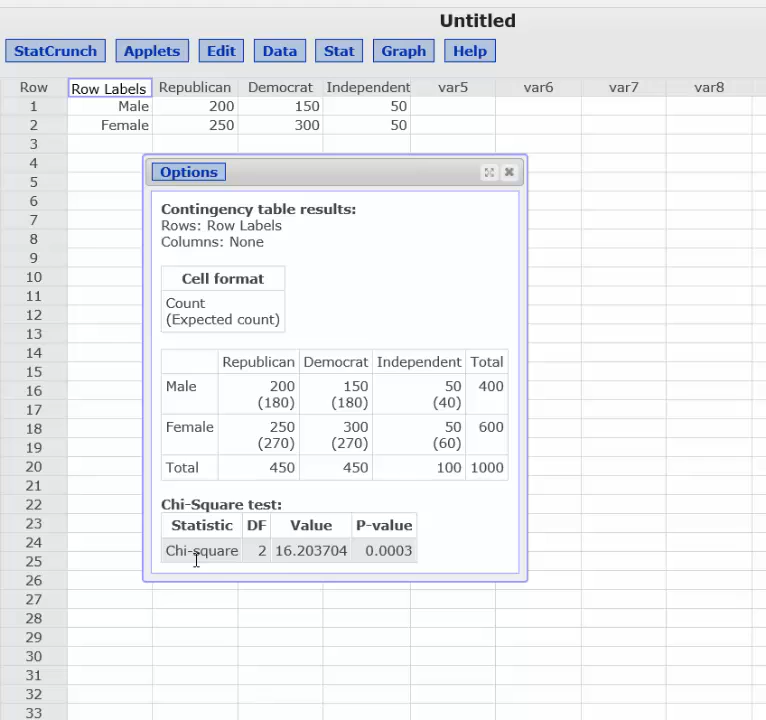 Untitled
StatCrunch Applets Edit Data Stat Graph Help
Row Row Labels Republican Democrat Independent var5 var6 var7 var8
1 Male 200 150 50
2 Female 250 300 50
3
4
Options
5
6
Contingency table results:
7
Rows: Row Labels
8
Columns: None
9
10
Cell format
11
Count
12
(Expected count)
13
14
Republican Democrat Independent Total
15
Male 200 150 50 400
16
(180) (180) (40)
17
18
Female 250 300 50 600
19
(270) (270) (60)
20
Total 450 450 100 1000
21
22
Chi-Square test:
23
Statistic DF Value P-value
24
Chi-square 2 16.203704 0.0003
25
26
27
28
29
30
31
32
33